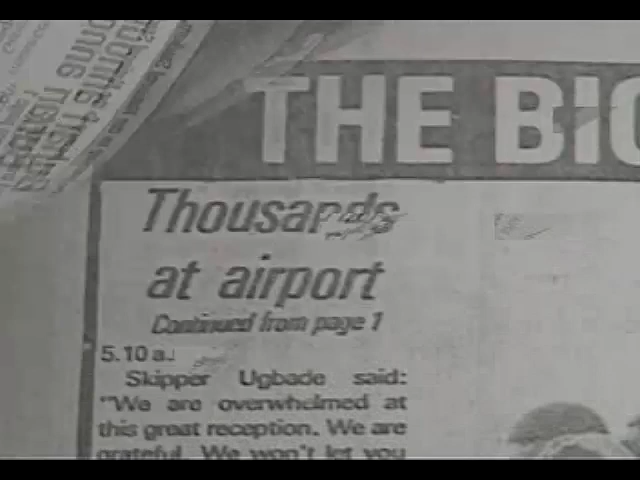 THE BIG
Thousands
at airport
Continued from page 1
5.10 a.
Skipper Ugbade said:
"We are overwhelmed at
this great reception. We are
grateful. We won't let you